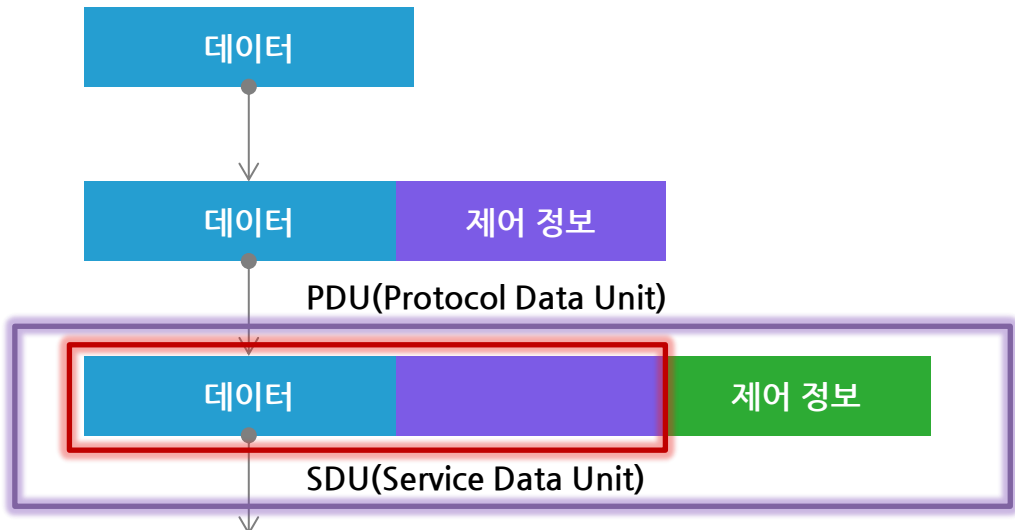 데이터
데이터 제어 정보
PDU(Protocol Data Unit)
데이터 제어 정보
SDU(Service Data Unit)